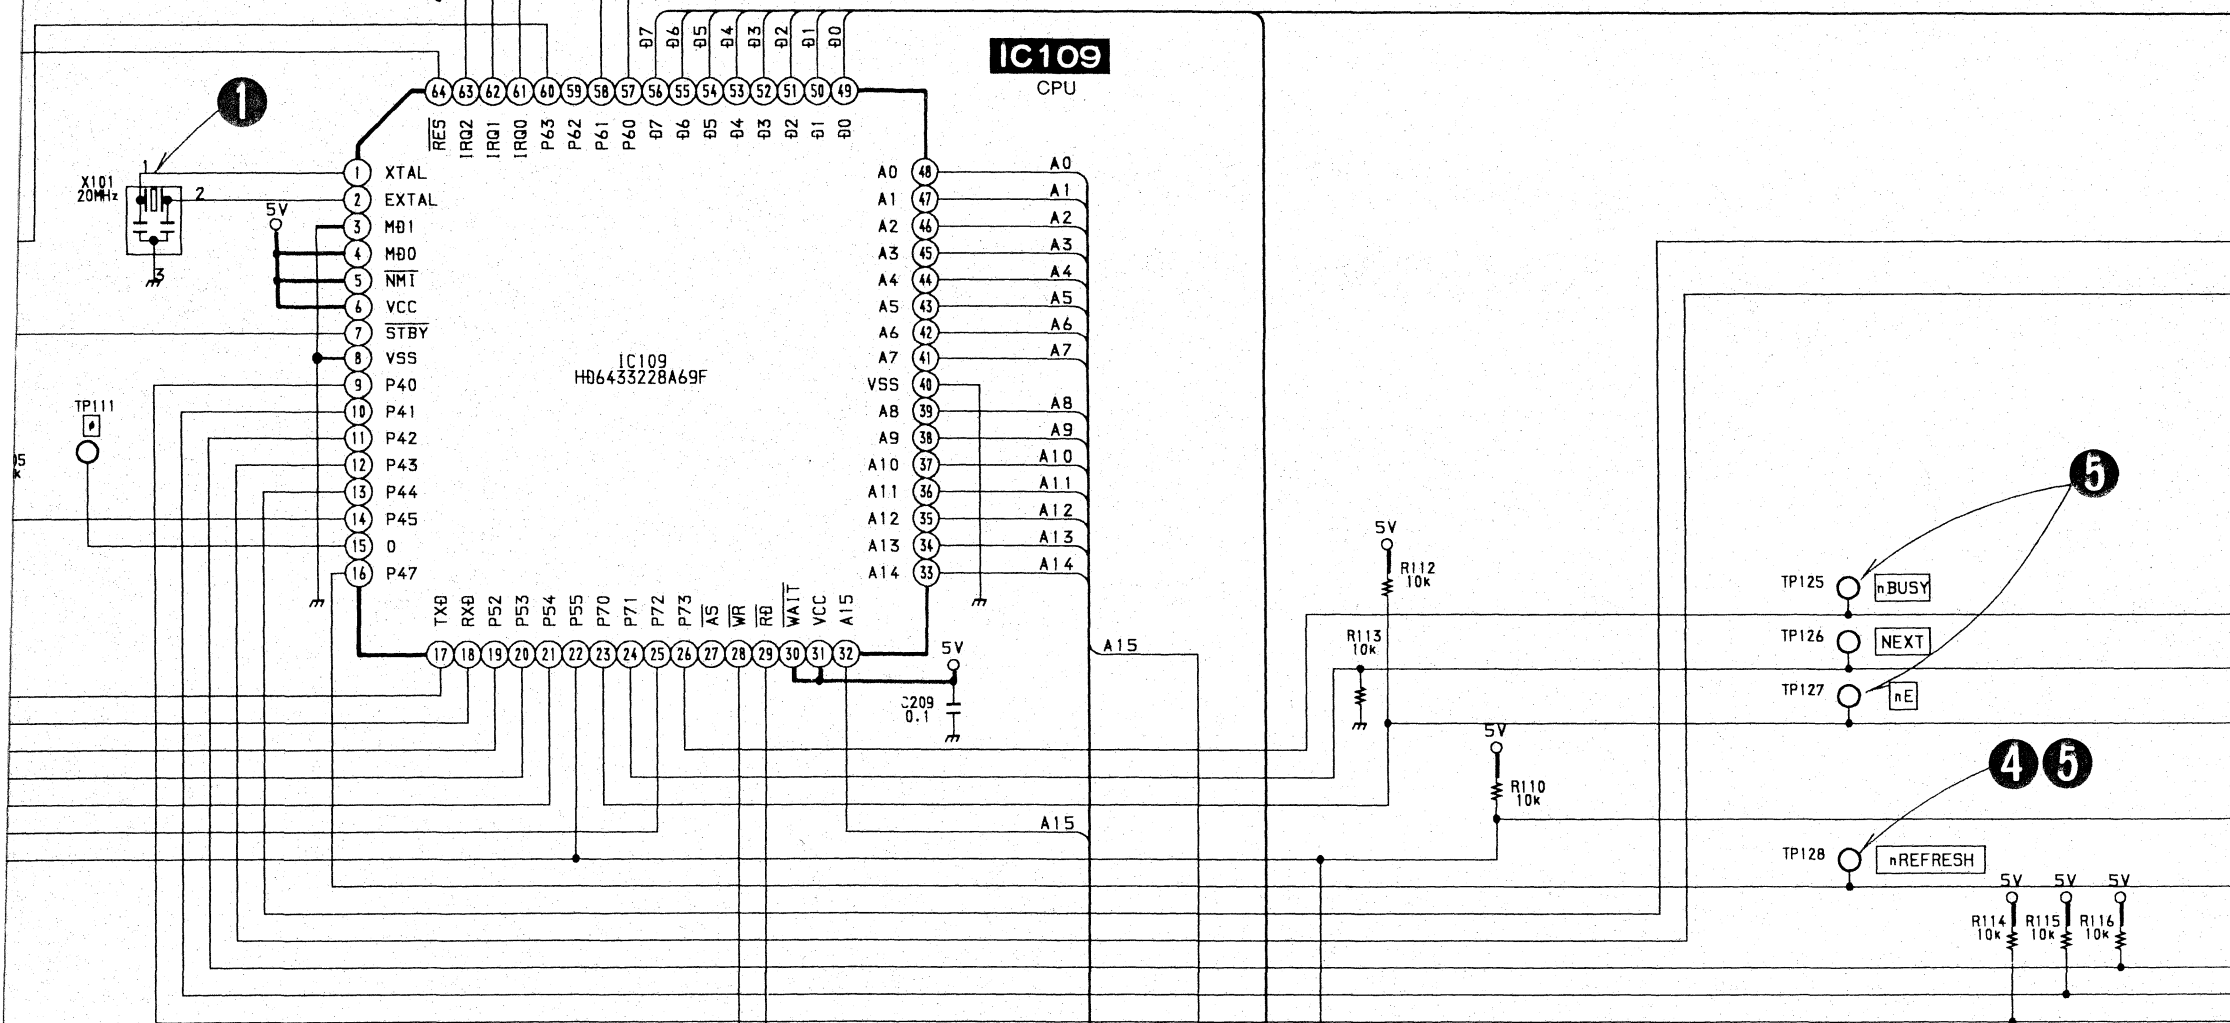 D7 D6 D5 D4 D3 D2 D1 D0
IC109
CPU
1
64 63 62 61 60 59 58 57 56 55 54 53 52 51 50 49
RES IRQ2 IRQ1 IRQ0 P63 P62 P61 P60 D7 D6 D5 D4 D3 D2 D1 D0
X101
20MHz
1
2
3
5V
1 XTAL
2 EXTAL
3 MD1
4 MD0
5 NMI
6 VCC
7 STBY
8 VSS
9 P40
10 P41
11 P42
12 P43
13 P44
14 P45
15 0
16 P47
TP111
ø
05
k
IC109
HD6433228A69F
A0 48 A0
A1 47 A1
A2 46 A2
A3 45 A3
A4 44 A4
A5 43 A5
A6 42 A6
A7 41 A7
VSS 40
A8 39 A8
A9 38 A9
A10 37 A10
A11 36 A11
A12 35 A12
A13 34 A13
A14 33 A14
TXD RXD P52 P53 P54 P55 P70 P71 P72 P73 AS WR RD WAIT VCC A15
17 18 19 20 21 22 23 24 25 26 27 28 29 30 31 32
5V
C209
0.1
A15
A15
5V
R112
10k
R113
10k
5V
R110
10k
5
TP125 nBUSY
TP126 NEXT
TP127 nE
4 5
TP128 nREFRESH
5V 5V 5V
R114 R115 R116
10k 10k 10k